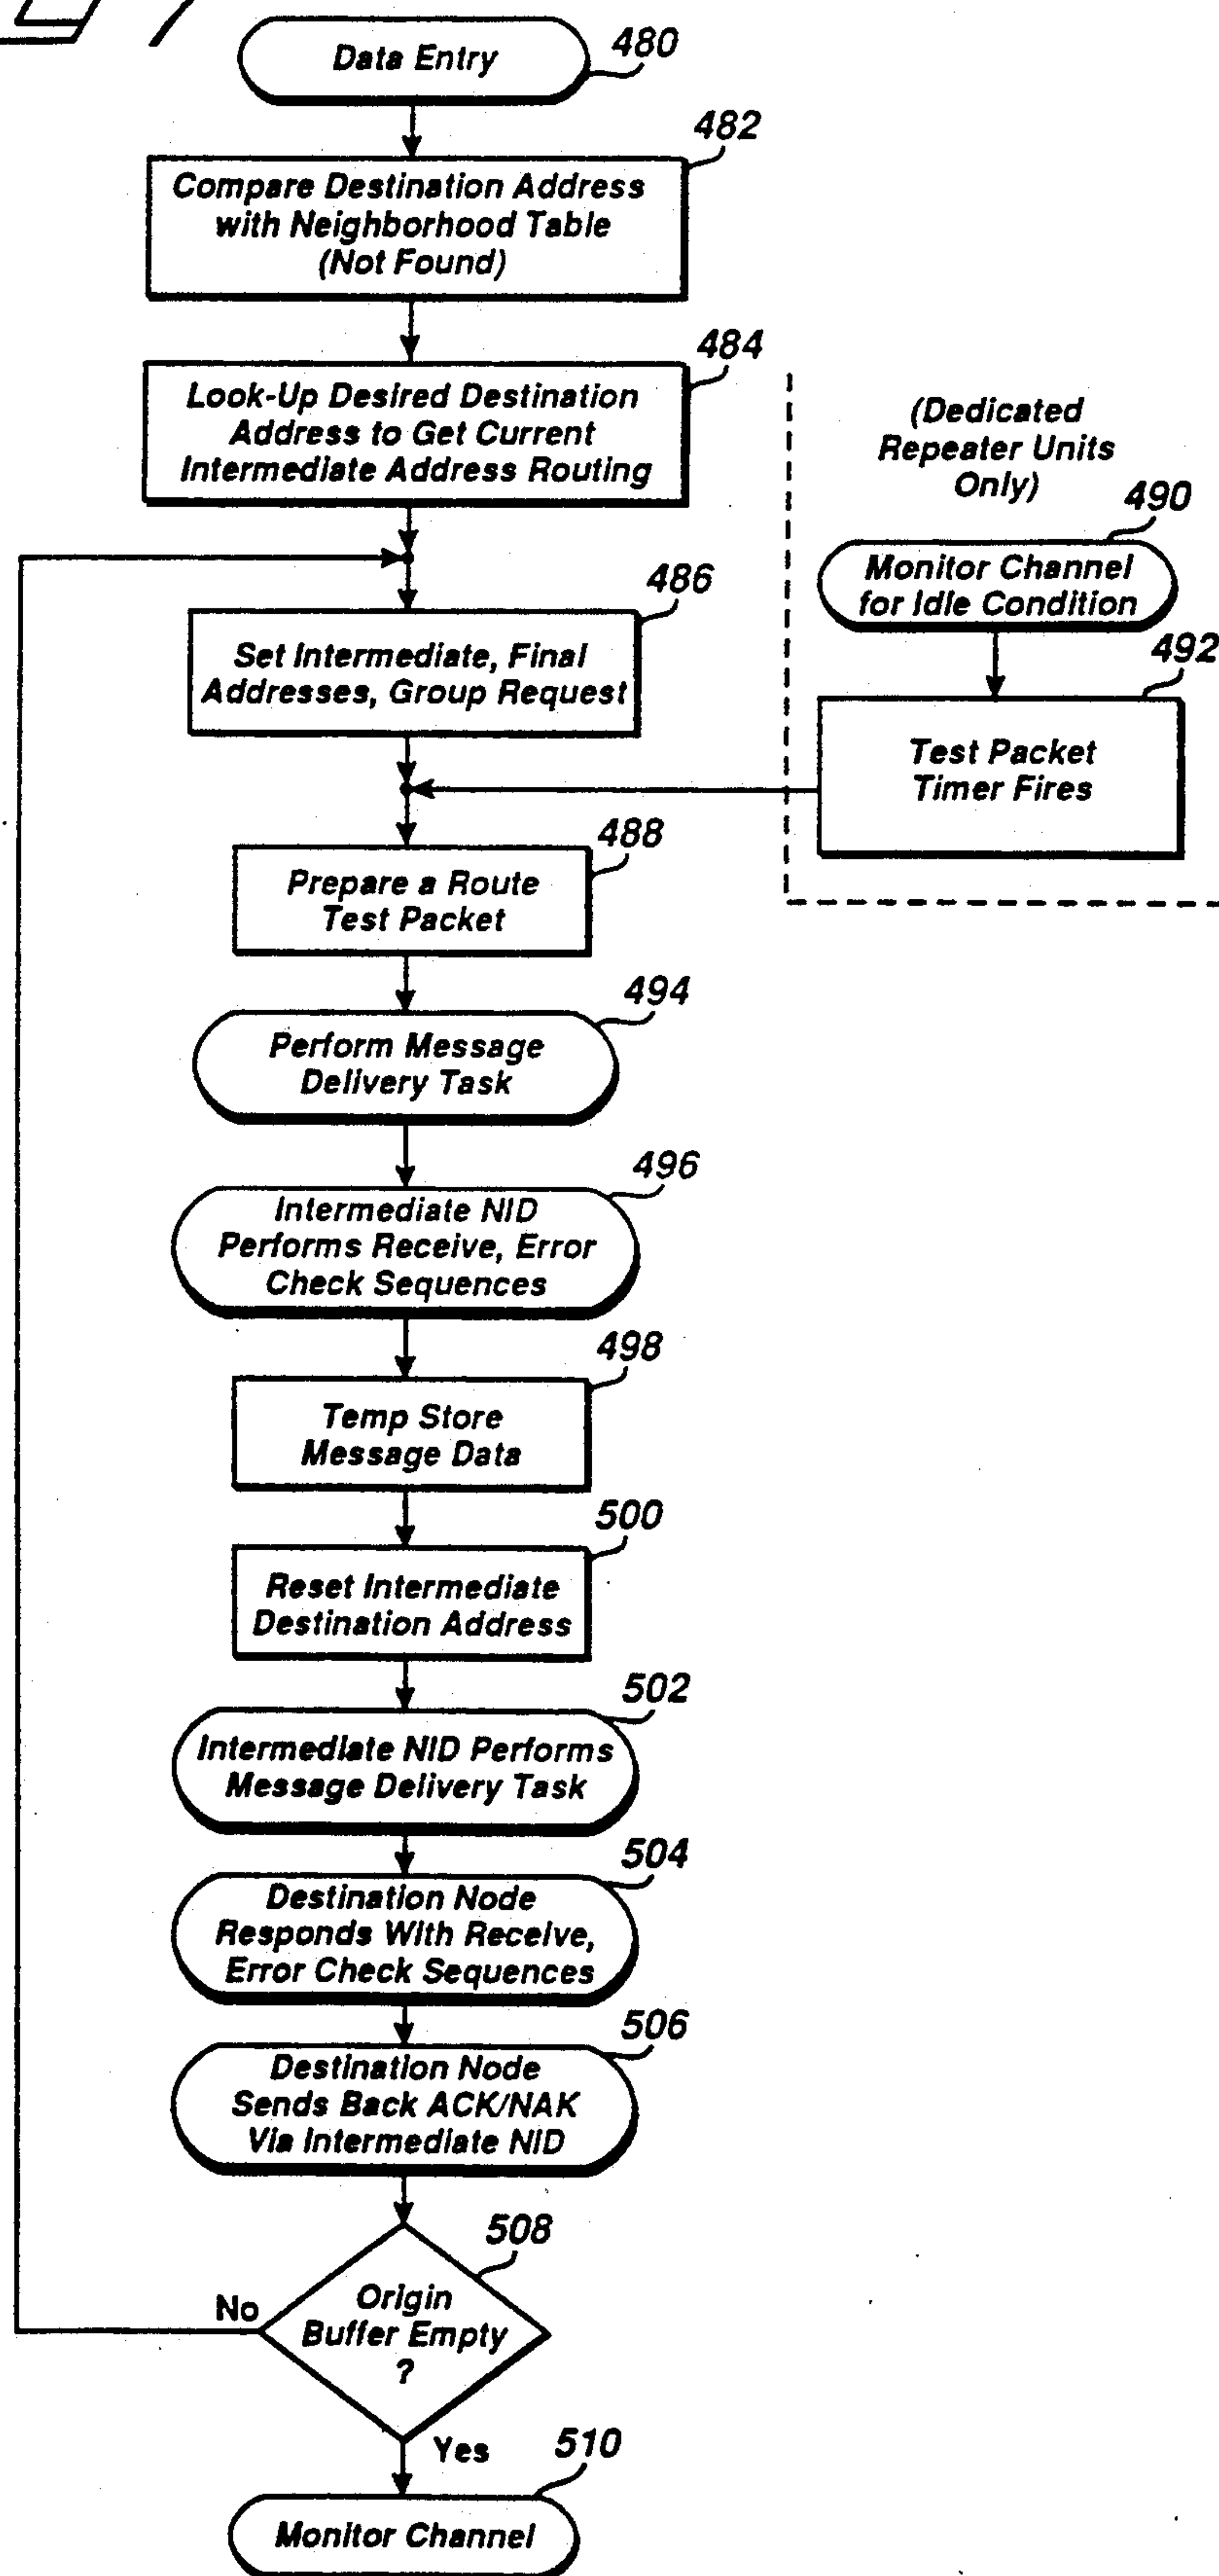 Data Entry
480
482
Compare Destination Address
with Neighborhood Table
(Not Found)
484
Look-Up Desired Destination
Address to Get Current
Intermediate Address Routing
(Dedicated
Repeater Units
Only)
490
Monitor Channel
for Idle Condition
486
Set Intermediate, Final
Addresses, Group Request
492
Test Packet
Timer Fires
488
Prepare a Route
Test Packet
494
Perform Message
Delivery Task
496
Intermediate NID
Performs Receive, Error
Check Sequences
498
Temp Store
Message Data
500
Reset Intermediate
Destination Address
502
Intermediate NID Performs
Message Delivery Task
504
Destination Node
Responds With Receive,
Error Check Sequences
506
Destination Node
Sends Back ACK/NAK
Via Intermediate NID
508
Origin
Buffer Empty
?
No
Yes
510
Monitor Channel